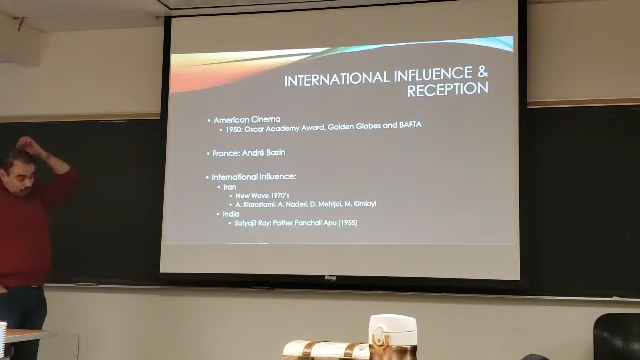 INTERNATIONAL INFLUENCE &
RECEPTION
• American Cinema
• 1950: Oscar Academy Award, Golden Globes and BAFTA
• France: André Bazin
• International Influence:
• Iran
• New Wave 1970's
• A. Kiarostami, A. Naderi, D. Mehrjoi, M. Kimiayi
• India
• Satyajit Ray: Pather Panchali Apu [1955]